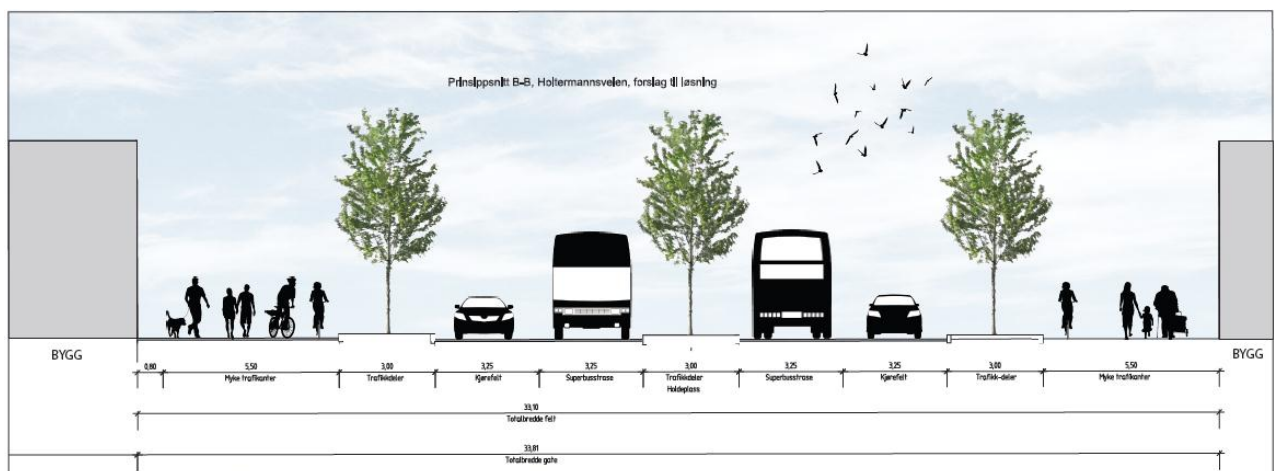 Prinsippsnitt B-B, Holtermannsveien, forslag til løsning
BYGG
BYGG
0,80 5,50 3,00 3,25 3,25 3,00 3,25 3,25 3,00 5,50
Myke trafikanter Trafikkdeler Kjørefelt Superbusstrase Trafikkdeler Superbusstrase Kjørefelt Trafikk-deler Myke trafikanter
Holdeplass
33,10
Totalbredde felt
33,81
Totalbredde gate